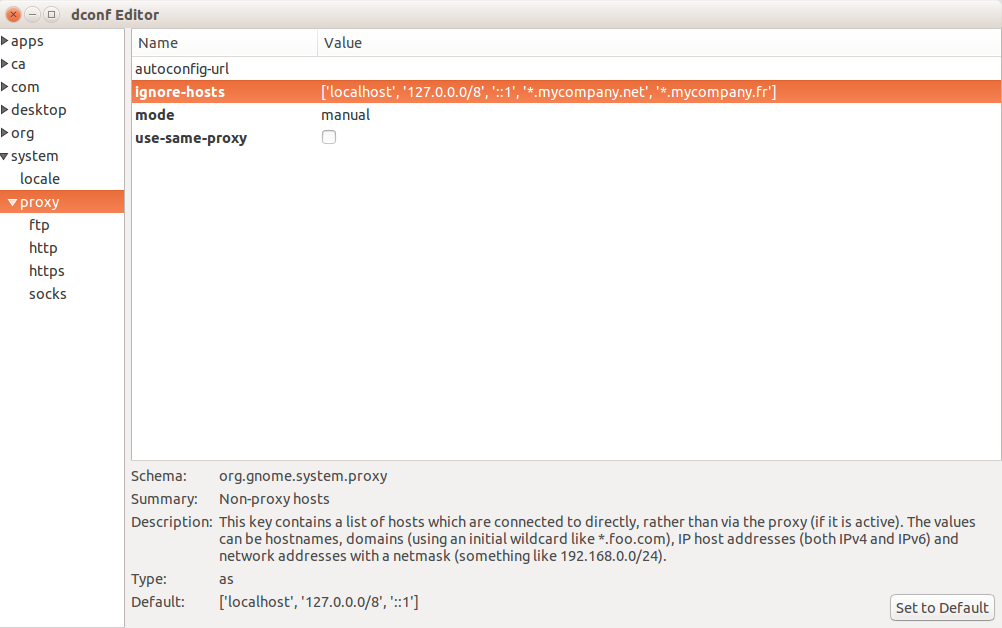 dconf Editor
apps
ca
com
desktop
org
system
locale
proxy
ftp
http
https
socks
Name Value
autoconfig-url
ignore-hosts ['localhost', '127.0.0.0/8', '::1', '*.mycompany.net', '*.mycompany.fr']
mode manual
use-same-proxy
Schema: org.gnome.system.proxy
Summary: Non-proxy hosts
Description: This key contains a list of hosts which are connected to directly, rather than via the proxy (if it is active). The values
can be hostnames, domains (using an initial wildcard like *.foo.com), IP host addresses (both IPv4 and IPv6) and
network addresses with a netmask (something like 192.168.0.0/24).
Type: as
Default: ['localhost', '127.0.0.0/8', '::1']
Set to Default